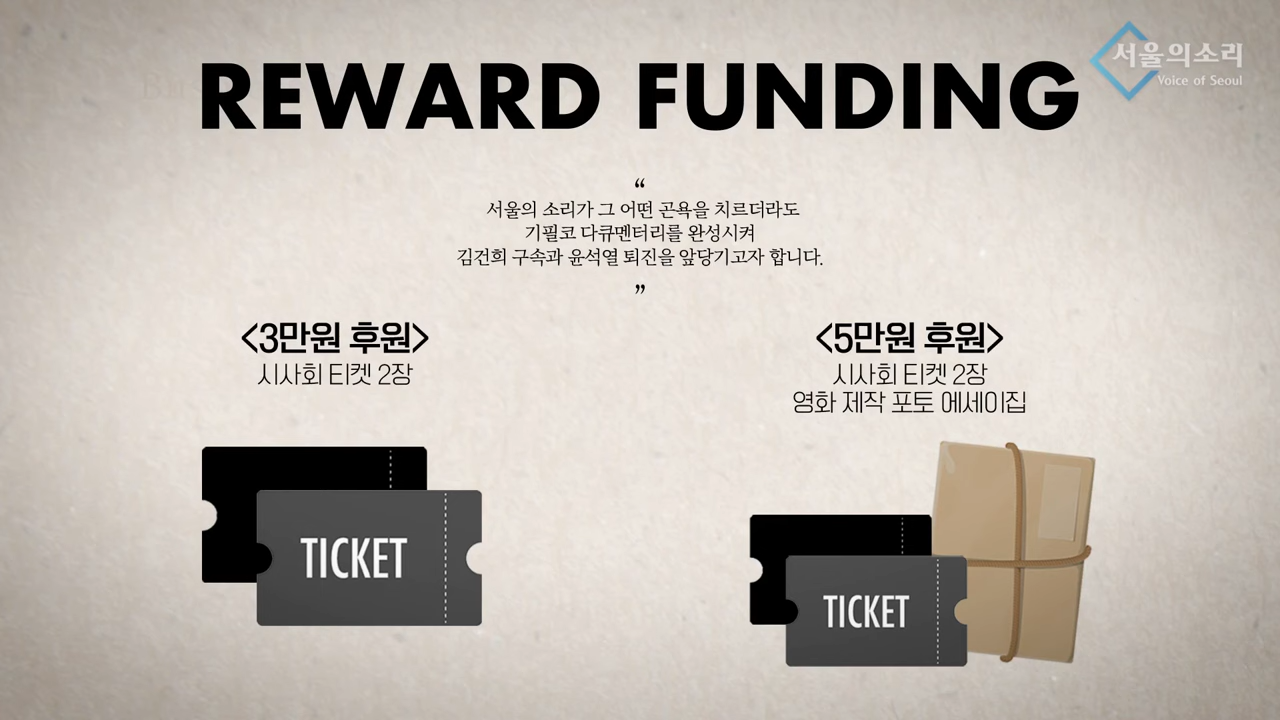 서울의소리
Voice of Seoul
REWARD FUNDING
“
서울의 소리가 그 어떤 곤욕을 치르더라도
기필코 다큐멘터리를 완성시켜
김건희 구속과 윤석열 퇴진을 앞당기고자 합니다.
”
<3만원 후원>
시사회 티켓 2장
TICKET
<5만원 후원>
시사회 티켓 2장
영화 제작 포토 에세이집
TICKET